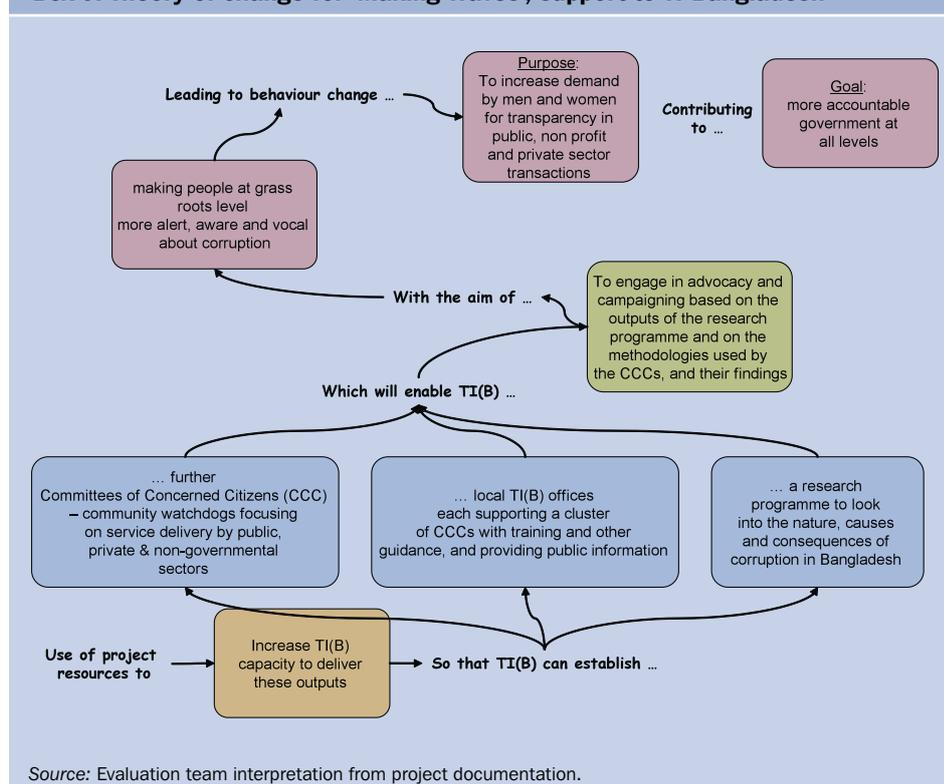 Leading to behaviour change …
Purpose:
To increase demand
by men and women
for transparency in
public, non profit
and private sector
transactions
Contributing
to …
Goal:
more accountable
government at
all levels
making people at grass
roots level
more alert, aware and vocal
about corruption
With the aim of …
To engage in advocacy and
campaigning based on the
outputs of the research
programme and on the
methodologies used by
the CCCs, and their findings
Which will enable TI(B) …
… further
Committees of Concerned Citizens (CCC)
– community watchdogs focusing
on service delivery by public,
private & non-governmental
sectors
… local TI(B) offices
each supporting a cluster
of CCCs with training and other
guidance, and providing public information
… a research
programme to look
into the nature, causes
and consequences of
corruption in Bangladesh
Use of project
resources to
Increase TI(B)
capacity to deliver
these outputs
So that TI(B) can establish …
Source: Evaluation team interpretation from project documentation.